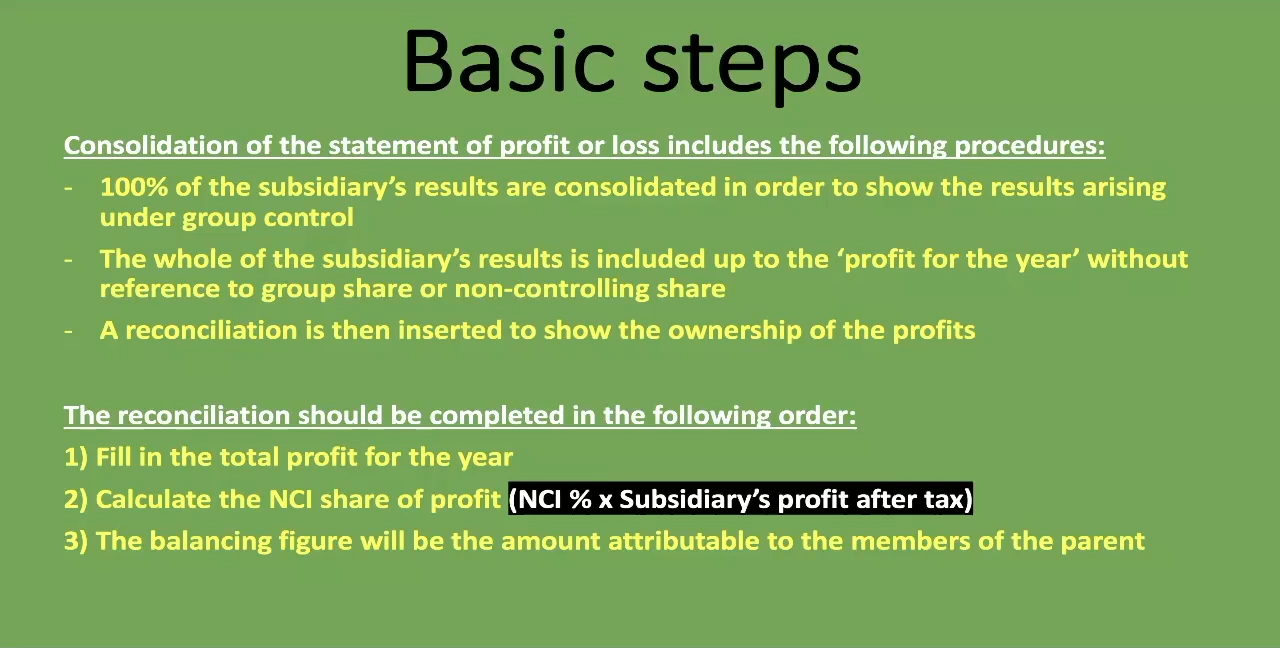 Basic steps
Consolidation of the statement of profit or loss includes the following procedures:
- 100% of the subsidiary’s results are consolidated in order to show the results arising
under group control
- The whole of the subsidiary’s results is included up to the ‘profit for the year’ without
reference to group share or non-controlling share
- A reconciliation is then inserted to show the ownership of the profits
The reconciliation should be completed in the following order:
1) Fill in the total profit for the year
2) Calculate the NCI share of profit (NCI % x Subsidiary’s profit after tax)
3) The balancing figure will be the amount attributable to the members of the parent